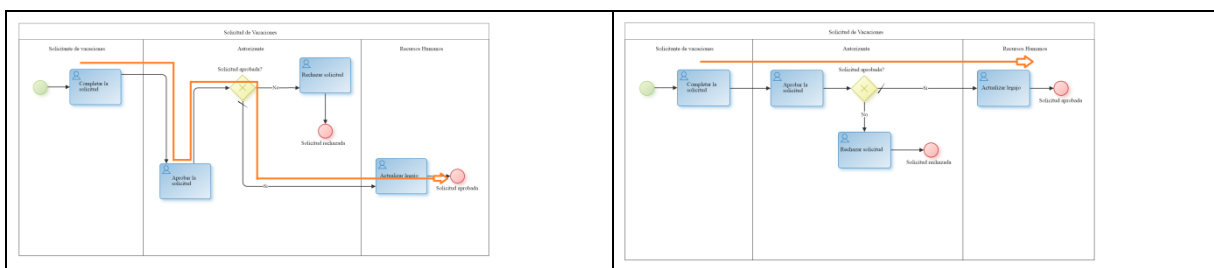 Solicitud de Vacaciones
Solicitante de vacaciones
Autorizante
Recursos Humanos
Completar la
solicitud
Solicitud aprobada?
Rechazar solicitud
No
Solicitud rechazada
Aprobar la
solicitud
Si
Actualizar legajo
Solicitud aprobada
Solicitud de Vacaciones
Solicitante de vacaciones
Autorizante
Recursos Humanos
Completar la
solicitud
Aprobar la
solicitud
Solicitud aprobada?
Si
Actualizar legajo
Solicitud aprobada
No
Rechazar solicitud
Solicitud rechazada